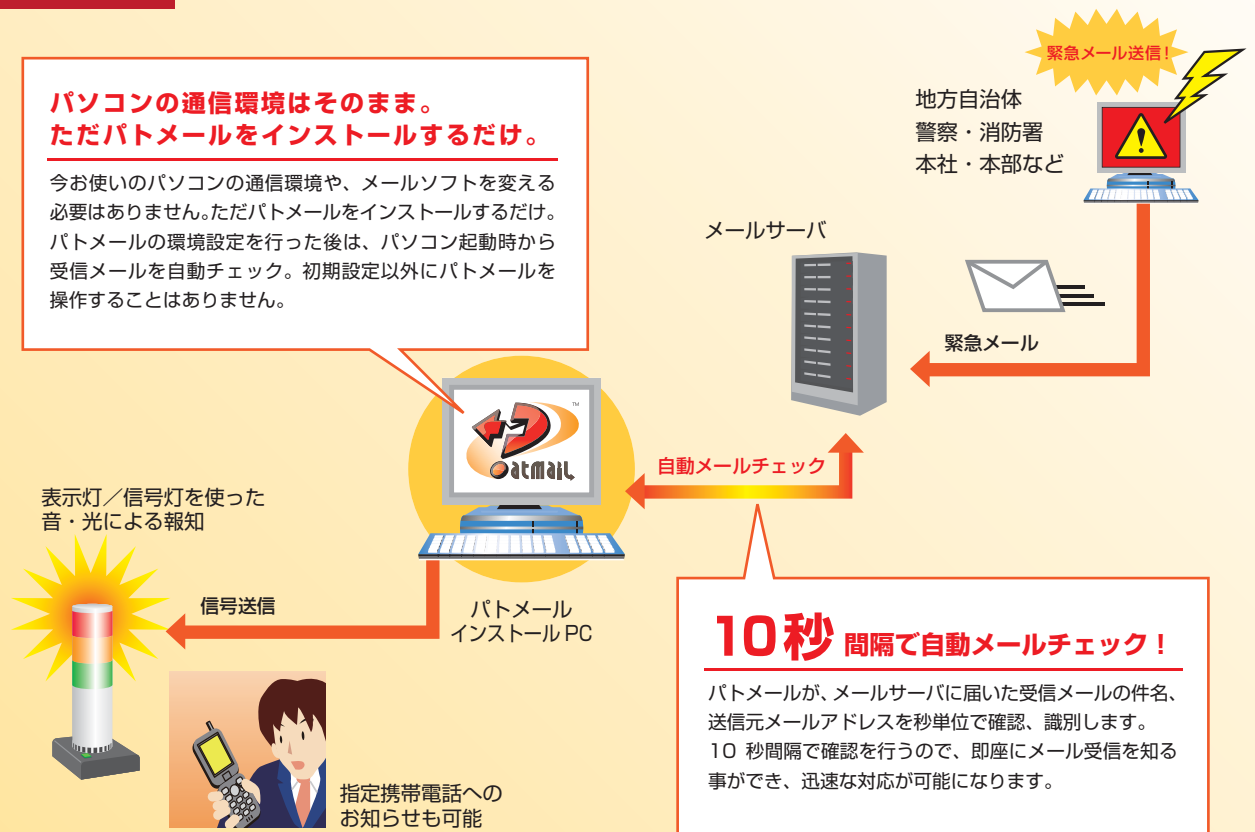 緊急メール送信!
地方自治体
警察・消防署
本社・本部など
パソコンの通信環境はそのまま。
ただパトメールをインストールするだけ。
今お使いのパソコンの通信環境や、メールソフトを変える
必要はありません。ただパトメールをインストールするだけ。
パトメールの環境設定を行った後は、パソコン起動時から
受信メールを自動チェック。初期設定以外にパトメールを
操作することはありません。
メールサーバ
緊急メール
TM
patmail
自動メールチェック
表示灯／信号灯を使った
音・光による報知
信号送信
パトメール
インストール PC
指定携帯電話への
お知らせも可能
10秒 間隔で自動メールチェック！
パトメールが、メールサーバに届いた受信メールの件名、
送信元メールアドレスを秒単位で確認、識別します。
10 秒間隔で確認を行うので、即座にメール受信を知る
事ができ、迅速な対応が可能になります。